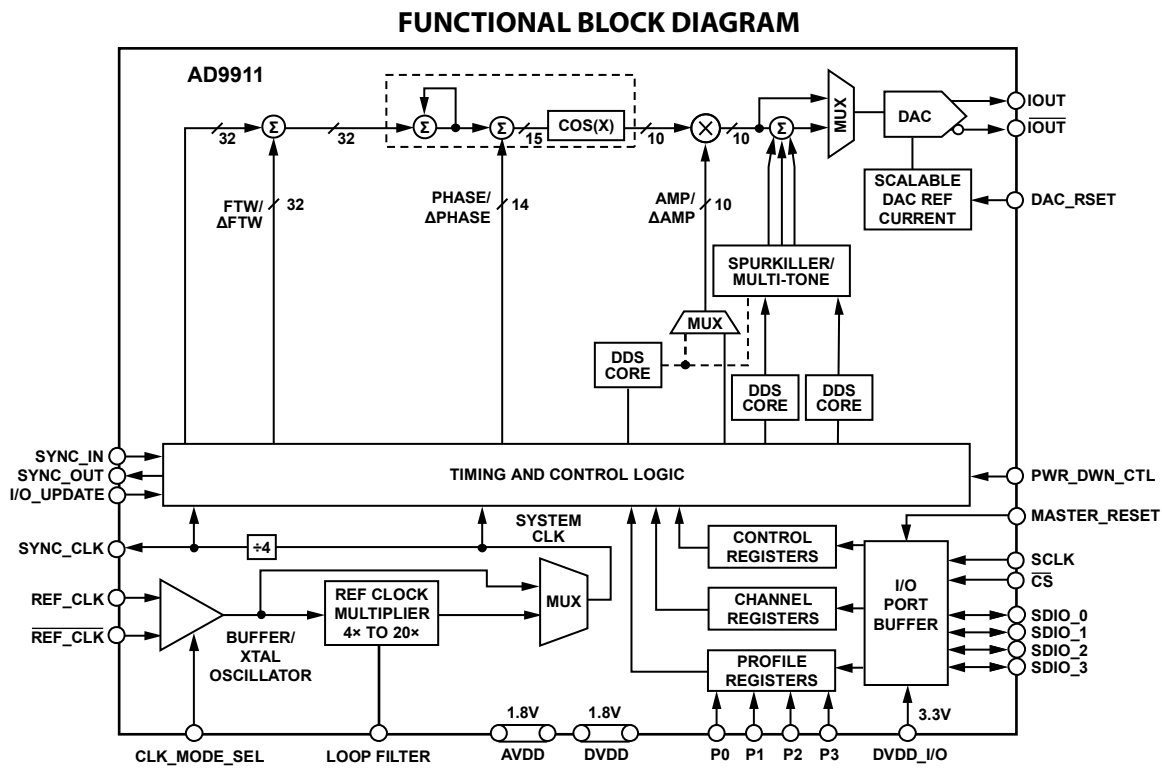 FUNCTIONAL BLOCK DIAGRAM
AD9911
32
Σ
32
Σ
Σ
15
COS(X)
10
×
10
Σ
MUX
DAC
IOUT
IOUT
FTW/
ΔFTW
32
PHASE/
ΔPHASE
14
AMP/
ΔAMP
10
SCALABLE
DAC REF
CURRENT
DAC_RSET
SPURKILLER/
MULTI-TONE
MUX
DDS
CORE
DDS
CORE
DDS
CORE
SYNC_IN
SYNC_OUT
I/O_UPDATE
TIMING AND CONTROL LOGIC
PWR_DWN_CTL
MASTER_RESET
SYNC_CLK
÷4
SYSTEM
CLK
CONTROL
REGISTERS
I/O
PORT
BUFFER
SCLK
CS
REF_CLK
REF_CLK
BUFFER/
XTAL
OSCILLATOR
REF CLOCK
MULTIPLIER
4× TO 20×
MUX
CHANNEL
REGISTERS
SDIO_0
SDIO_1
SDIO_2
SDIO_3
PROFILE
REGISTERS
1.8V
1.8V
3.3V
CLK_MODE_SEL
LOOP FILTER
AVDD
DVDD
P0
P1
P2
P3
DVDD_I/O